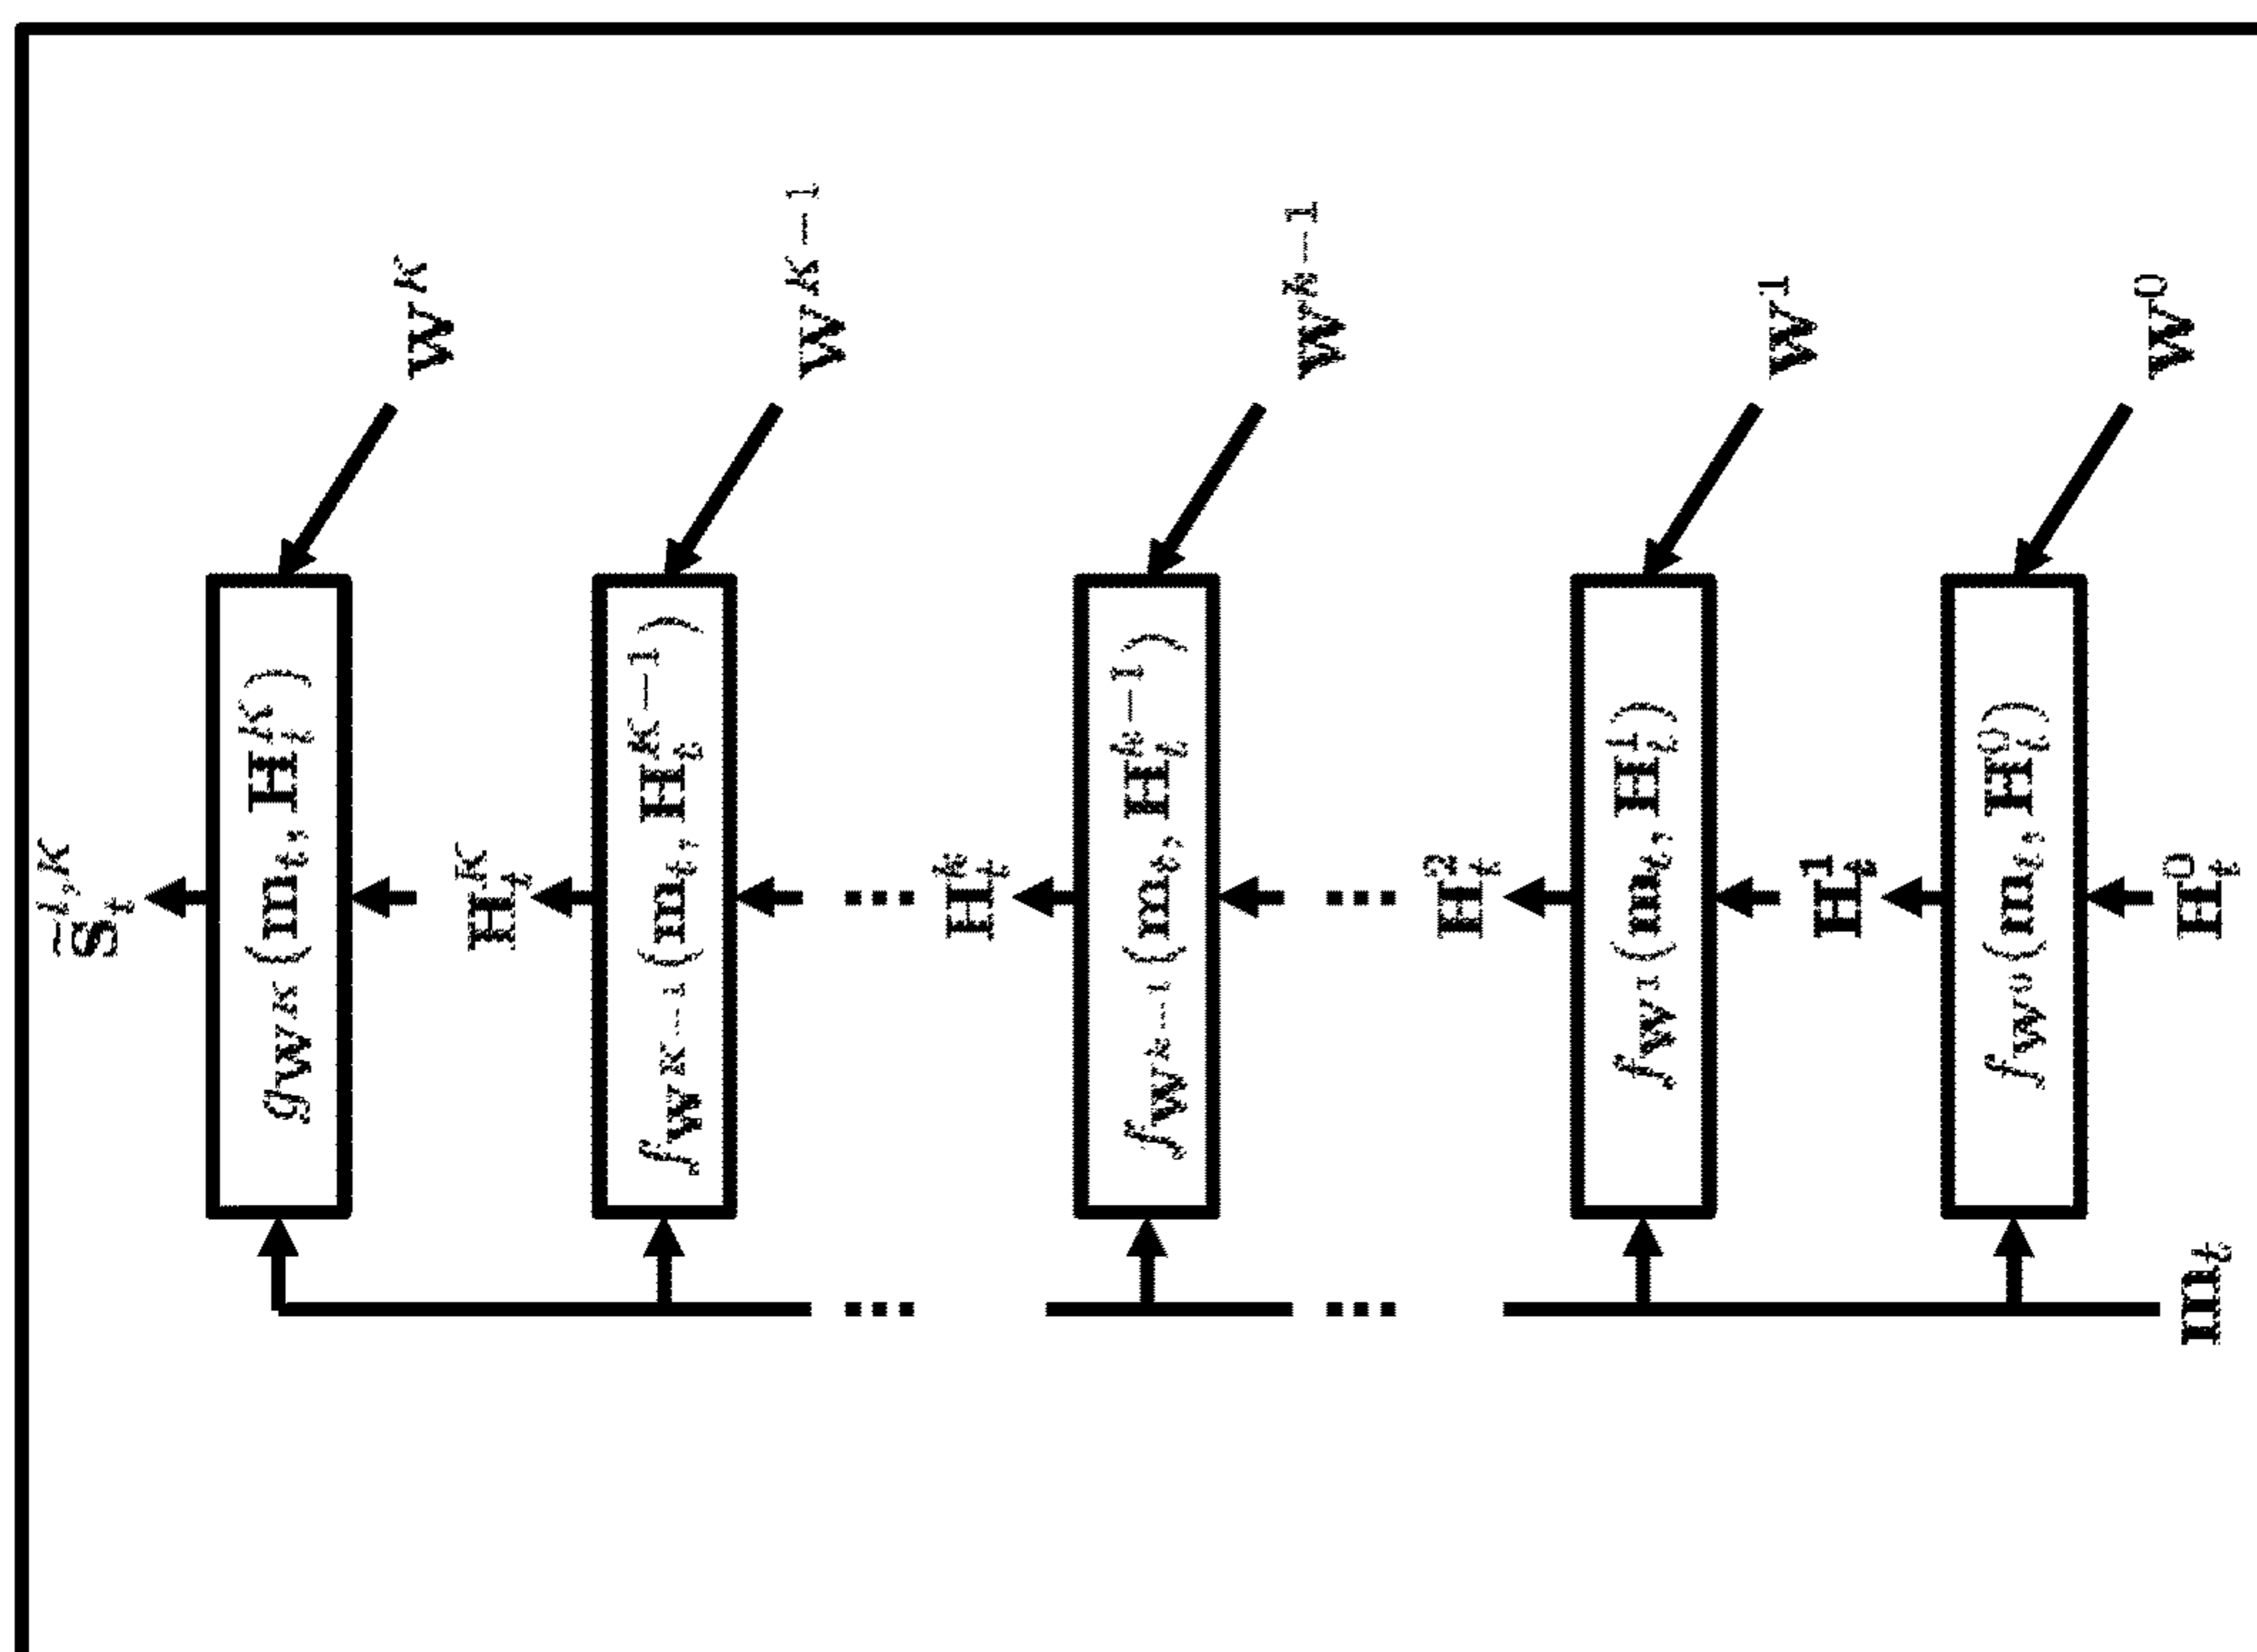 s̃_t^{l,K}
g_{W^K}(m_t, H_t^K)
W^K
H_t^K
f_{W^{K−1}}(m_t, H_t^{K−1})
W^{K−1}
...
...
H_t^k
f_{W^{k−1}}(m_t, H_t^{k−1})
W^{k−1}
...
...
H_t^2
f_{W^1}(m_t, H_t^1)
W^1
H_t^1
f_{W^0}(m_t, H_t^0)
W^0
m_t
H_t^0